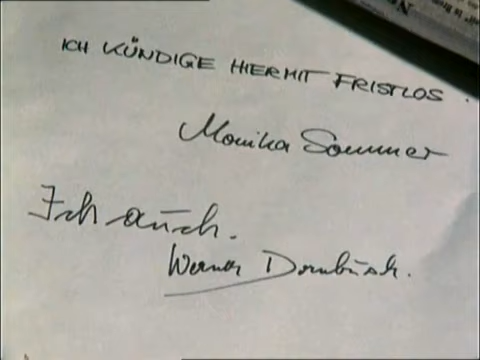 ICH KÜNDIGE HIERMIT FRISTLOS.
Monika Sommer
Ich auch.
Werner Dornbusch.